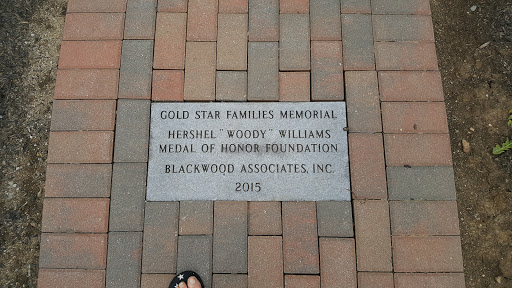 GOLD STAR FAMILIES MEMORIAL
HERSHEL "WOODY" WILLIAMS
MEDAL OF HONOR FOUNDATION
BLACKWOOD ASSOCIATES, INC.
2015